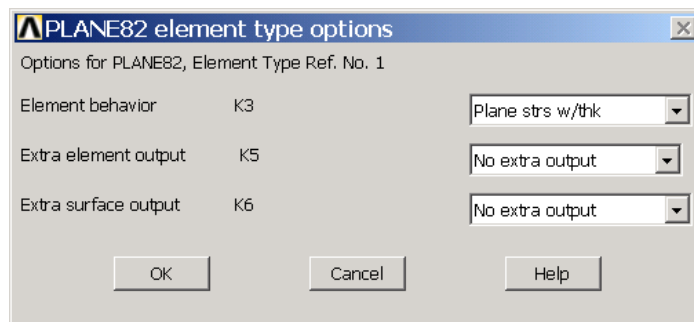 PLANE82 element type options
Options for PLANE82, Element Type Ref. No. 1
Element behavior K3 Plane strs w/thk
Extra element output K5 No extra output
Extra surface output K6 No extra output
OK Cancel Help